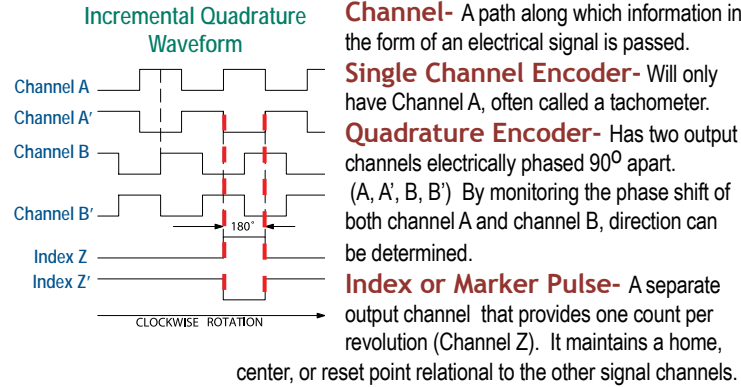 Incremental Quadrature
Waveform
Channel A
Channel A'
Channel B
Channel B'
180°
Index Z
Index Z'
CLOCKWISE ROTATION
Channel- A path along which information in
the form of an electrical signal is passed.
Single Channel Encoder- Will only
have Channel A, often called a tachometer.
Quadrature Encoder- Has two output
channels electrically phased 90º apart.
(A, A', B, B') By monitoring the phase shift of
both channel A and channel B, direction can
be determined.
Index or Marker Pulse- A separate
output channel that provides one count per
revolution (Channel Z). It maintains a home,
center, or reset point relational to the other signal channels.